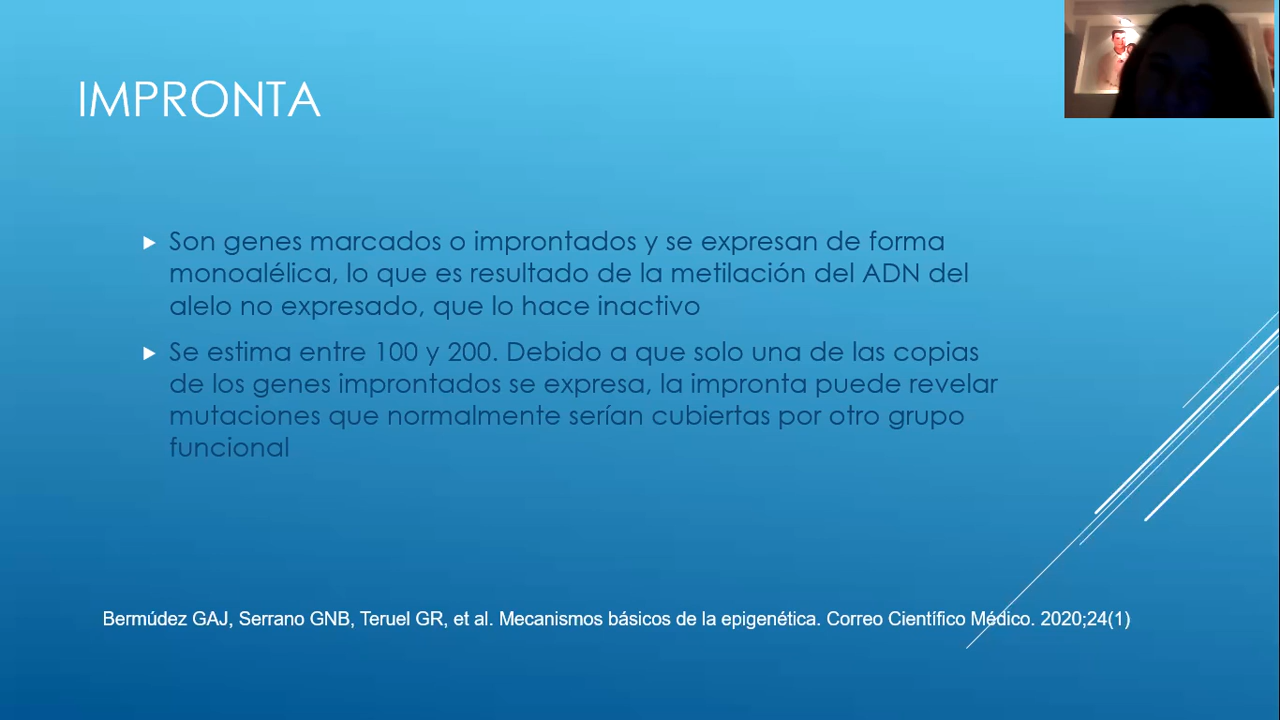 IMPRONTA
Son genes marcados o improntados y se expresan de forma
monoalélica, lo que es resultado de la metilación del ADN del
alelo no expresado, que lo hace inactivo
Se estima entre 100 y 200. Debido a que solo una de las copias
de los genes improntados se expresa, la impronta puede revelar
mutaciones que normalmente serían cubiertas por otro grupo
funcional
Bermúdez GAJ, Serrano GNB, Teruel GR, et al. Mecanismos básicos de la epigenética. Correo Científico Médico. 2020;24(1)